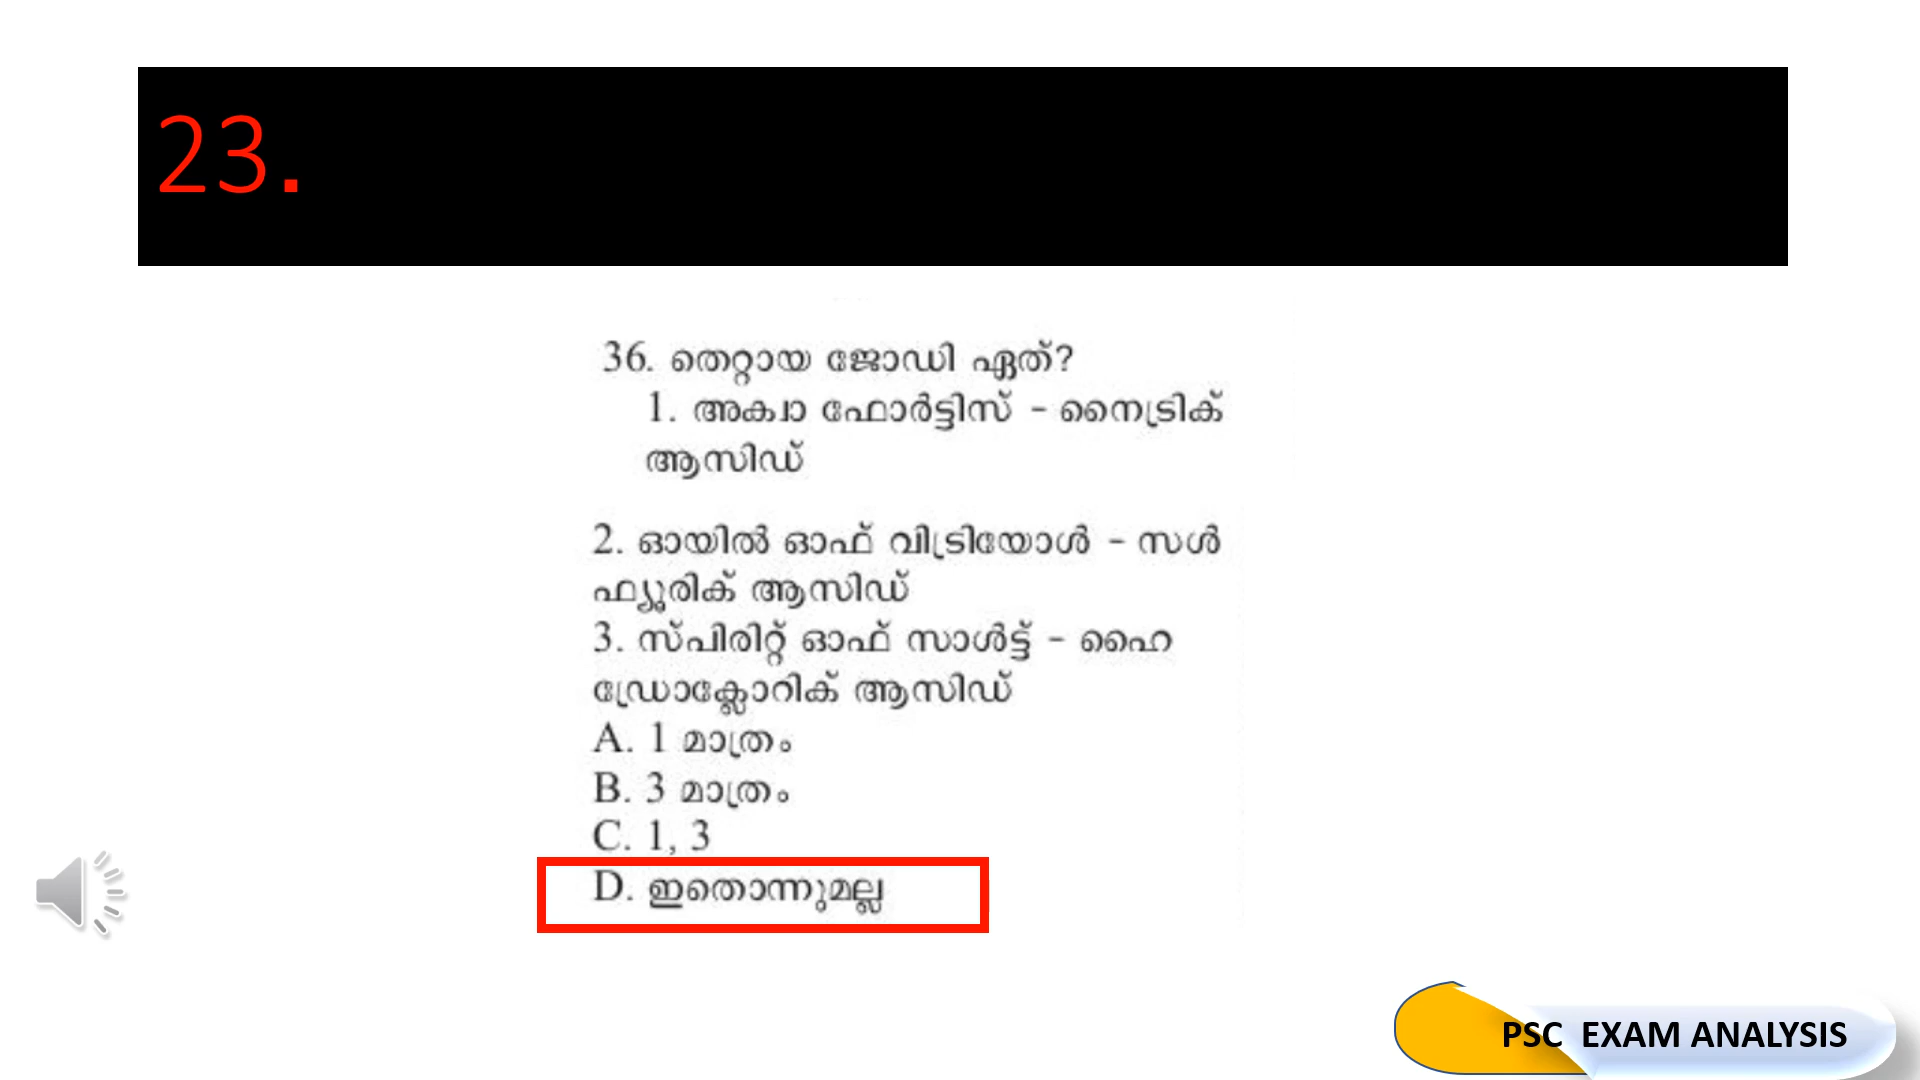 23.
36. തെറ്റായ ജോഡി ഏത്?
1. അക്വാ ഫോർട്ടിസ് - നൈട്രിക്
ആസിഡ്
2. ഓയിൽ ഓഫ് വിട്രിയോൾ - സൾ
ഫ്യൂരിക് ആസിഡ്
3. സ്പിരിറ്റ് ഓഫ് സാൾട്ട് - ഹൈ
ഡ്രോക്ലോറിക് ആസിഡ്
A. 1 മാത്രം
B. 3 മാത്രം
C. 1, 3
D. ഇതൊന്നുമല്ല
PSC EXAM ANALYSIS